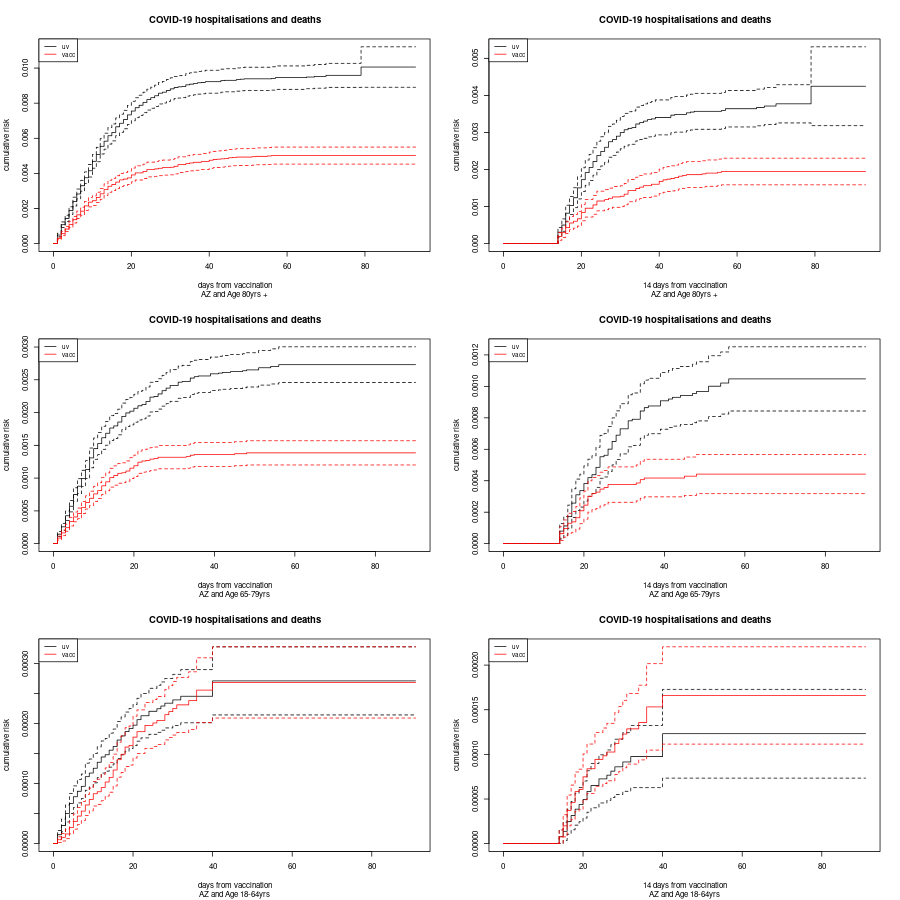 COVID-19 hospitalisations and deaths
uv
vacc
cumulative risk
0.000
0.002
0.004
0.006
0.008
0.010
0
20
40
60
80
days from vaccination
AZ and Age 80yrs +
COVID-19 hospitalisations and deaths
uv
vacc
cumulative risk
0.000
0.001
0.002
0.003
0.004
0.005
0
20
40
60
80
14 days from vaccination
AZ and Age 80yrs +
COVID-19 hospitalisations and deaths
uv
vacc
cumulative risk
0.0000
0.0005
0.0010
0.0015
0.0020
0.0025
0.0030
0
20
40
60
80
days from vaccination
AZ and Age 65-79yrs
COVID-19 hospitalisations and deaths
uv
vacc
cumulative risk
0.0000
0.0002
0.0004
0.0006
0.0008
0.0010
0.0012
0
20
40
60
80
14 days from vaccination
AZ and Age 65-79yrs
COVID-19 hospitalisations and deaths
uv
vacc
cumulative risk
0.00000
0.00010
0.00020
0.00030
0
20
40
60
80
days from vaccination
AZ and Age 18-64yrs
COVID-19 hospitalisations and deaths
uv
vacc
cumulative risk
0.00000
0.00005
0.00010
0.00015
0.00020
0
20
40
60
80
14 days from vaccination
AZ and Age 18-64yrs